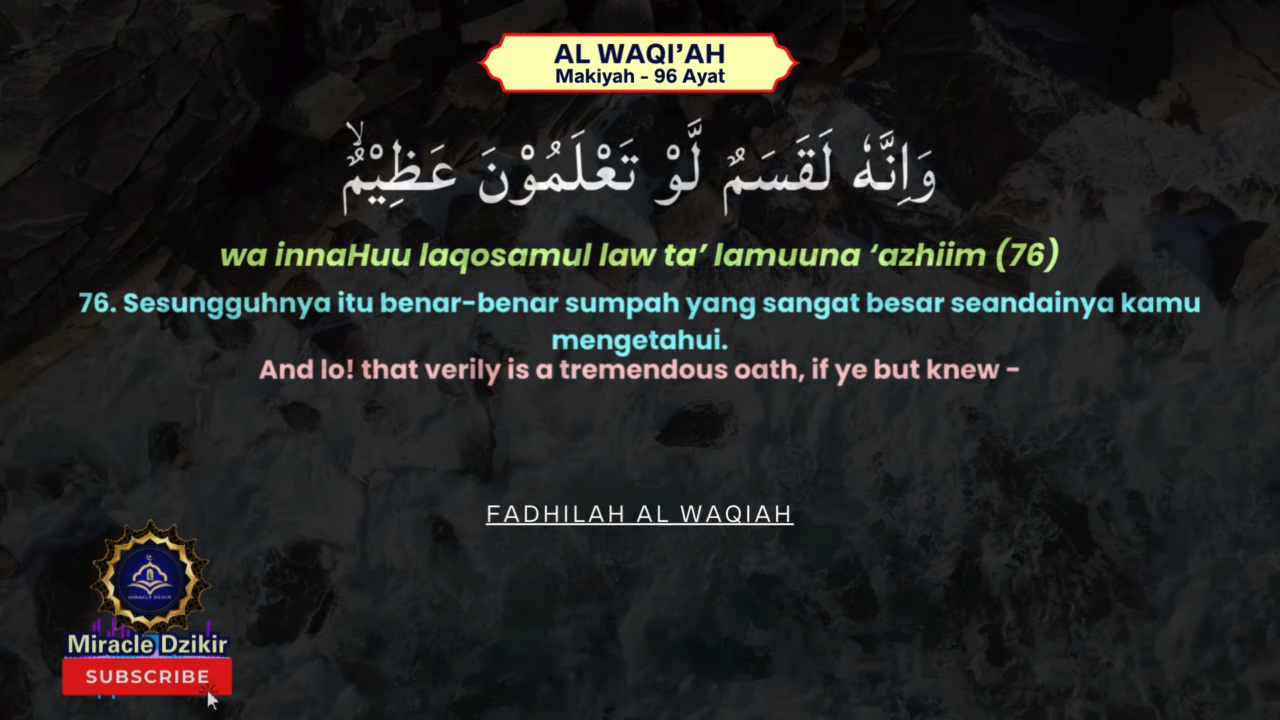 AL WAQI'AH
Makiyah - 96 Ayat
وَاِنَّهٗ لَقَسَمٌ لَّوْ تَعْلَمُوْنَ عَظِيْمٌۙ
wa innaHuu laqosamul law ta' lamuuna 'azhiim (76)
76. Sesungguhnya itu benar-benar sumpah yang sangat besar seandainya kamu
mengetahui.
And lo! that verily is a tremendous oath, if ye but knew -
FADHILAH AL WAQIAH
MIRACLE DZIKIR
Miracle Dzikir
SUBSCRIBE